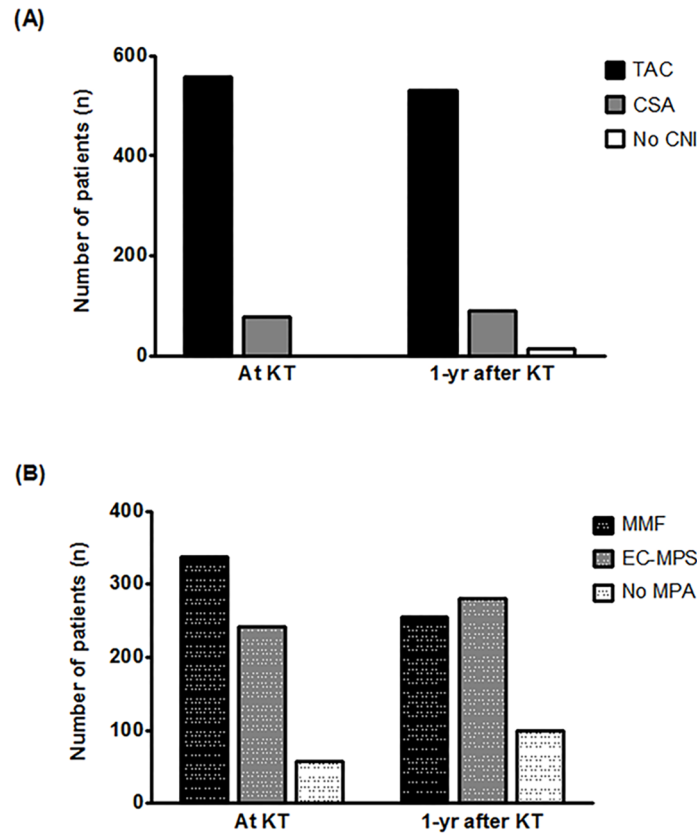 (A)
Number of patients (n)
600
400
200
0
At KT
1-yr after KT
TAC
CSA
No CNI
(B)
Number of patients (n)
400
300
200
100
0
At KT
1-yr after KT
MMF
EC-MPS
No MPA